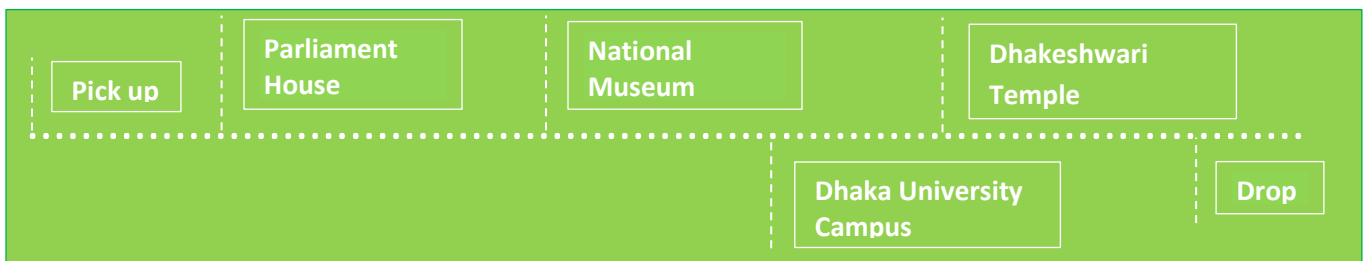 Pick up
Parliament
House
National
Museum
Dhaka University
Campus
Dhakeshwari
Temple
Drop